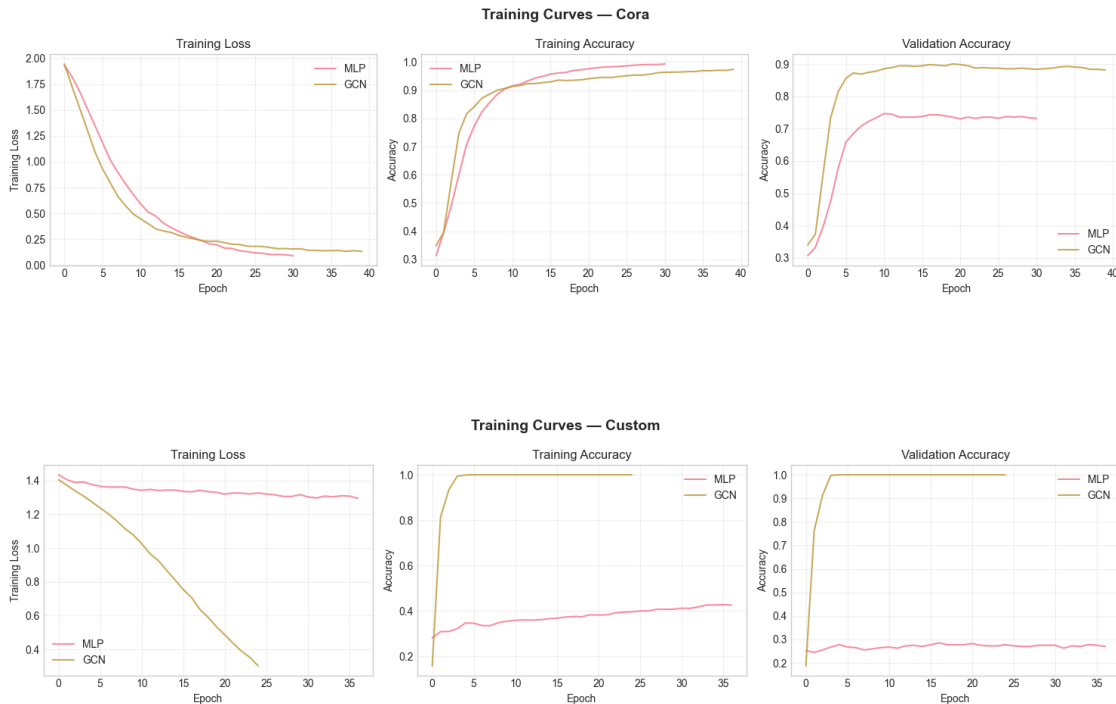 Training Curves — Cora
Training Loss
Training Loss
2.00
1.75
1.50
1.25
1.00
0.75
0.50
0.25
0.00
0 5 10 15 20 25 30 35 40
Epoch
MLP
GCN
Training Accuracy
Accuracy
1.0
0.9
0.8
0.7
0.6
0.5
0.4
0.3
0 5 10 15 20 25 30 35 40
Epoch
MLP
GCN
Validation Accuracy
Accuracy
0.9
0.8
0.7
0.6
0.5
0.4
0.3
0 5 10 15 20 25 30 35 40
Epoch
MLP
GCN
Training Curves — Custom
Training Loss
Training Loss
1.4
1.2
1.0
0.8
0.6
0.4
0 5 10 15 20 25 30 35
Epoch
MLP
GCN
Training Accuracy
Accuracy
1.0
0.8
0.6
0.4
0.2
0 5 10 15 20 25 30 35
Epoch
MLP
GCN
Validation Accuracy
Accuracy
1.0
0.9
0.8
0.7
0.6
0.5
0.4
0.3
0.2
0 5 10 15 20 25 30 35
Epoch
MLP
GCN